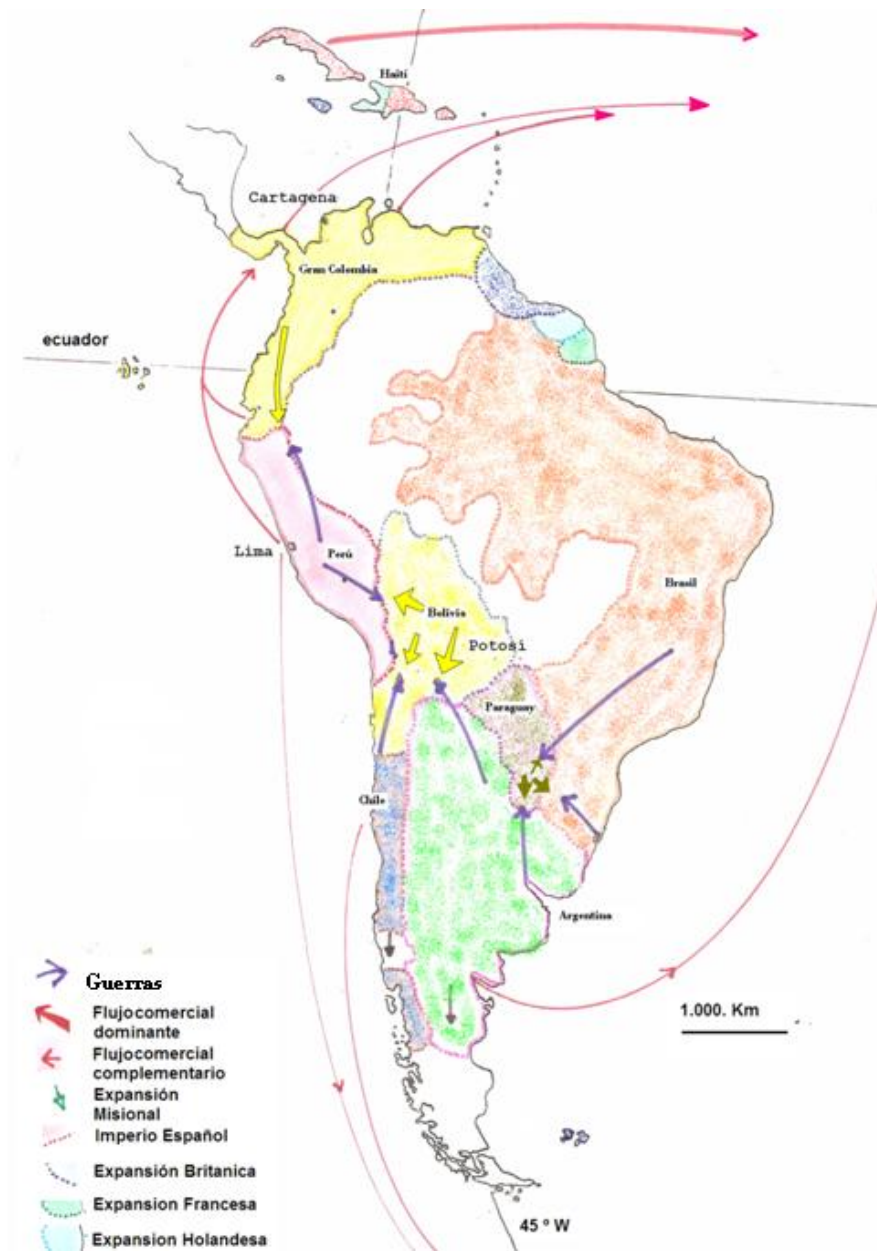 Haití
Cartagena
Gran Colombia
ecuador
Lima
Perú
Brasil
Bolivia
Potosí
Paraguay
Chile
Argentina
Guerras
Flujocomercial
dominante
Flujocomercial
complementario
Expansión
Misional
Imperio Español
Expansión Britanica
Expansion Francesa
Expansion Holandesa
1.000. Km
45 º W